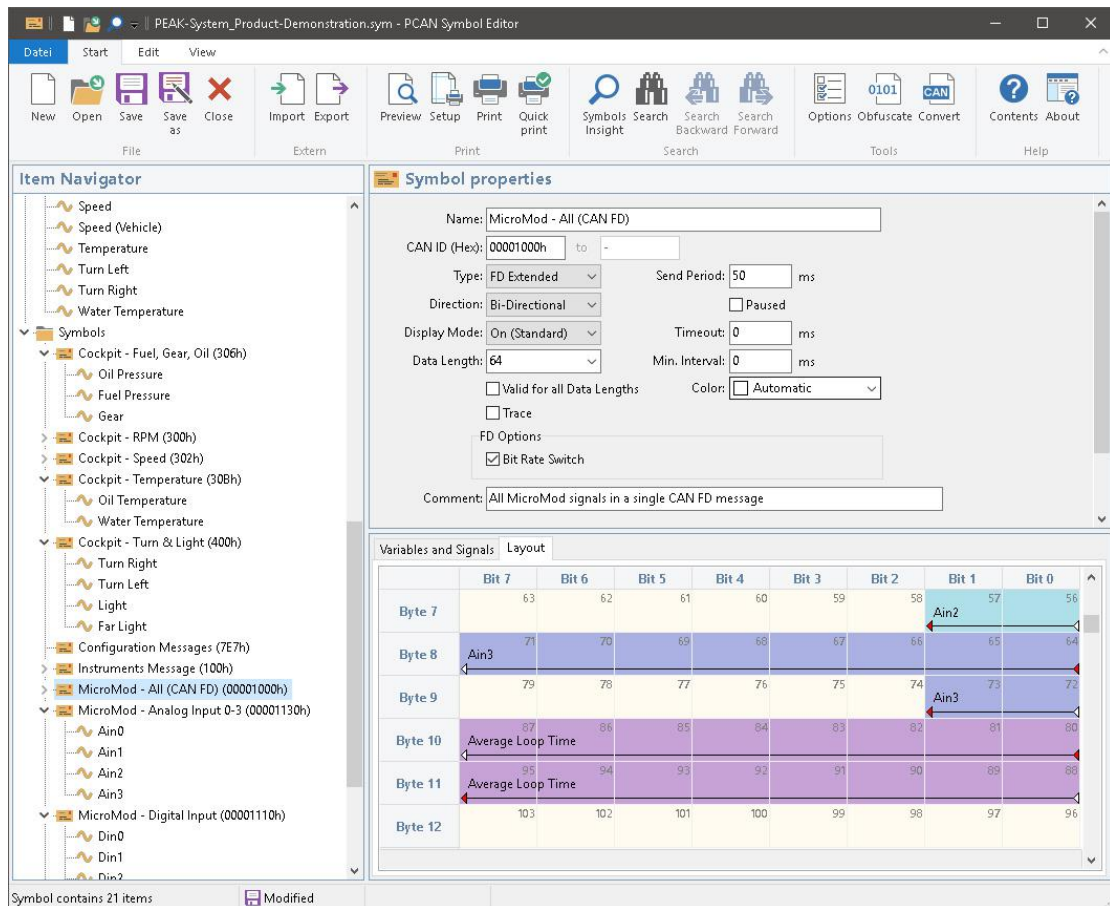 PEAK-System_Product-Demonstration.sym - PCAN Symbol Editor
Datei Start Edit View
New Open Save Save as Close Import Export Preview Setup Print Quick print Symbols Insight Search Search Backward Search Forward Options Obfuscate Convert Contents About
0101 CAN
File Extern Print Search Tools Help
Item Navigator
Speed
Speed (Vehicle)
Temperature
Turn Left
Turn Right
Water Temperature
Symbols
Cockpit - Fuel, Gear, Oil (306h)
Oil Pressure
Fuel Pressure
Gear
Cockpit - RPM (300h)
Cockpit - Speed (302h)
Cockpit - Temperature (30Bh)
Oil Temperature
Water Temperature
Cockpit - Turn & Light (400h)
Turn Right
Turn Left
Light
Far Light
Configuration Messages (7E7h)
Instruments Message (100h)
MicroMod - All (CAN FD) (00001000h)
MicroMod - Analog Input 0-3 (00001130h)
Ain0
Ain1
Ain2
Ain3
MicroMod - Digital Input (00001110h)
Din0
Din1
Din2
Symbol properties
Name: MicroMod - All (CAN FD)
CAN ID (Hex): 00001000h to -
Type: FD Extended Send Period: 50 ms
Direction: Bi-Directional Paused
Display Mode: On (Standard) Timeout: 0 ms
Data Length: 64 Min. Interval: 0 ms
Valid for all Data Lengths Color: Automatic
Trace
FD Options
Bit Rate Switch
Comment: All MicroMod signals in a single CAN FD message
Variables and Signals Layout
Bit 7 Bit 6 Bit 5 Bit 4 Bit 3 Bit 2 Bit 1 Bit 0
Byte 7 63 62 61 60 59 58 57 56
Ain2
Byte 8 71 70 69 68 67 66 65 64
Ain3
Byte 9 79 78 77 76 75 74 73 72
Ain3
Byte 10 87 86 85 84 83 82 81 80
Average Loop Time
Byte 11 95 94 93 92 91 90 89 88
Average Loop Time
Byte 12 103 102 101 100 99 98 97 96
Symbol contains 21 items Modified